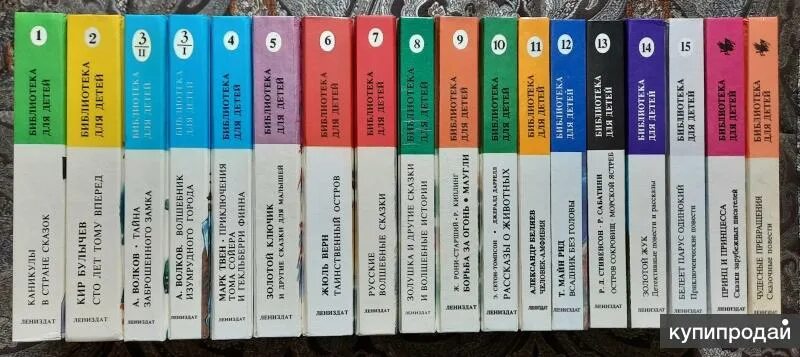 1
БИБЛИОТЕКА
ДЛЯ ДЕТЕЙ
КАНИКУЛЫ
В СТРАНЕ СКАЗОК
ЛЕНИЗДАТ
2
БИБЛИОТЕКА
ДЛЯ ДЕТЕЙ
КИР БУЛЫЧЕВ
СТО ЛЕТ ТОМУ ВПЕРЕД
ЛЕНИЗДАТ
3/II
БИБЛИОТЕКА
ДЛЯ ДЕТЕЙ
А. ВОЛКОВ • ТАЙНА
ЗАБРОШЕННОГО ЗАМКА
ЛЕНИЗДАТ
3/I
БИБЛИОТЕКА
ДЛЯ ДЕТЕЙ
А. ВОЛКОВ. ВОЛШЕБНИК
ИЗУМРУДНОГО ГОРОДА
ЛЕНИЗДАТ
4
БИБЛИОТЕКА
ДЛЯ ДЕТЕЙ
МАРК ТВЕН • ПРИКЛЮЧЕНИЯ
ТОМА СОЙЕРА
И ГЕКЛЬБЕРРИ ФИННА
ЛЕНИЗДАТ
5
БИБЛИОТЕКА
ДЛЯ ДЕТЕЙ
ЗОЛОТОЙ КЛЮЧИК
И ДРУГИЕ СКАЗКИ ДЛЯ МАЛЫШЕЙ
ЛЕНИЗДАТ
6
БИБЛИОТЕКА
ДЛЯ ДЕТЕЙ
ЖЮЛЬ ВЕРН
ТАИНСТВЕННЫЙ ОСТРОВ
ЛЕНИЗДАТ
7
БИБЛИОТЕКА
ДЛЯ ДЕТЕЙ
РУССКИЕ
ВОЛШЕБНЫЕ СКАЗКИ
ЛЕНИЗДАТ
8
БИБЛИОТЕКА
ДЛЯ ДЕТЕЙ
ЗОЛУШКА И ДРУГИЕ СКАЗКИ
И ВОЛШЕБНЫЕ ИСТОРИИ
ЛЕНИЗДАТ
9
БИБЛИОТЕКА
ДЛЯ ДЕТЕЙ
Ж. РОНИ-СТАРШИЙ • Р. КИПЛИНГ
БОРЬБА ЗА ОГОНЬ • МАУГЛИ
ЛЕНИЗДАТ
10
БИБЛИОТЕКА
ДЛЯ ДЕТЕЙ
Э. СЕТОН-ТОМПСОН • ДЖЕРАЛД ДАРРЕЛЛ
РАССКАЗЫ О ЖИВОТНЫХ
ЛЕНИЗДАТ
11
БИБЛИОТЕКА
ДЛЯ ДЕТЕЙ
АЛЕКСАНДР БЕЛЯЕВ
ЧЕЛОВЕК-АМФИБИЯ
ЛЕНИЗДАТ
12
БИБЛИОТЕКА
ДЛЯ ДЕТЕЙ
Т. МАЙН РИД
ВСАДНИК БЕЗ ГОЛОВЫ
ЛЕНИЗДАТ
13
БИБЛИОТЕКА
ДЛЯ ДЕТЕЙ
Р. Л. СТИВЕНСОН • Р. САБАТИНИ
ОСТРОВ СОКРОВИЩ • МОРСКОЙ ЯСТРЕБ
ЛЕНИЗДАТ
14
БИБЛИОТЕКА
ДЛЯ ДЕТЕЙ
ЗОЛОТОЙ ЖУК
Детективные повести и рассказы
ЛЕНИЗДАТ
15
БИБЛИОТЕКА
ДЛЯ ДЕТЕЙ
БЕЛЕЕТ ПАРУС ОДИНОКИЙ
Приключенческие повести
ЛЕНИЗДАТ
БИБЛИОТЕКА
ДЛЯ ДЕТЕЙ
ПРИНЦ И ПРИНЦЕССА
Сказки зарубежных писателей
ЛЕНИЗДАТ
БИБЛИОТЕКА
ДЛЯ ДЕТЕЙ
ЧУДЕСНЫЕ ПРЕВРАЩЕНИЯ
Сказочные повести
купипродай